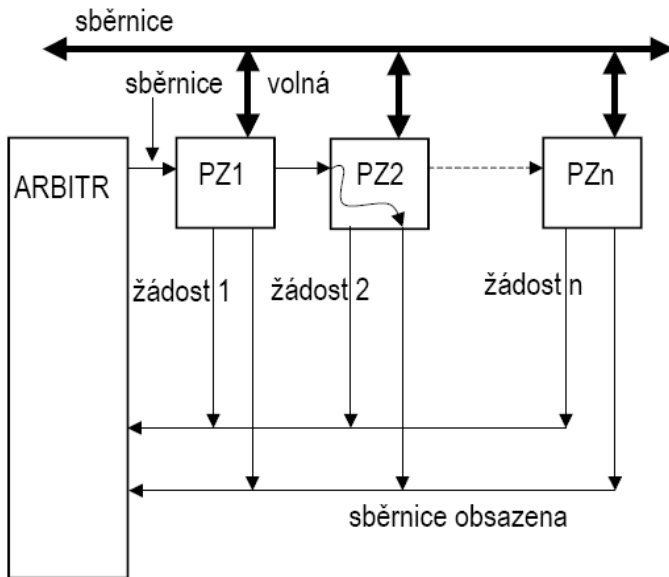 sběrnice
sběrnice volná
ARBITR
PZ1
PZ2
PZn
žádost 1
žádost 2
žádost n
sběrnice obsazena